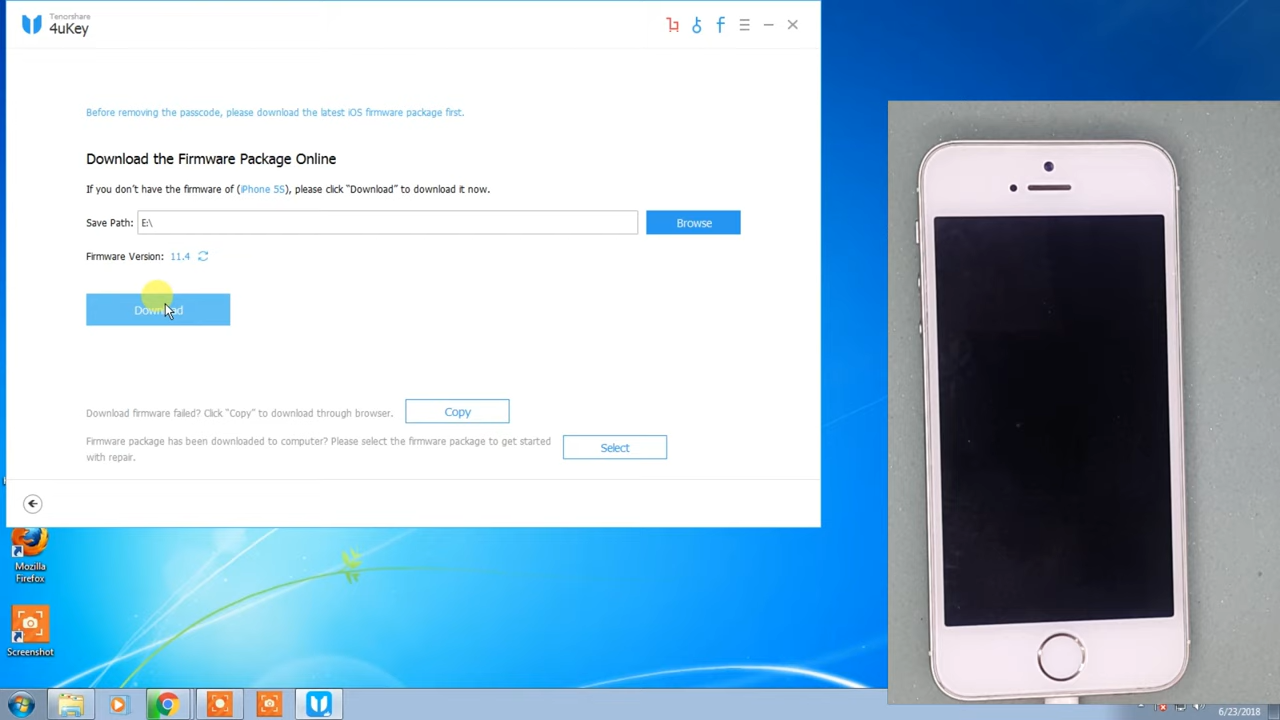 Tenorshare
4uKey
Before removing the passcode, please download the latest iOS firmware package first.
Download the Firmware Package Online
If you don't have the firmware of (iPhone 5S), please click "Download" to download it now.
Save Path: E:\ Browse
Firmware Version: 11.4
Download
Download firmware failed? Click "Copy" to download through browser. Copy
Firmware package has been downloaded to computer? Please select the firmware package to get started
with repair.
Select
Mozilla
Firefox
Screenshot
6/23/2018